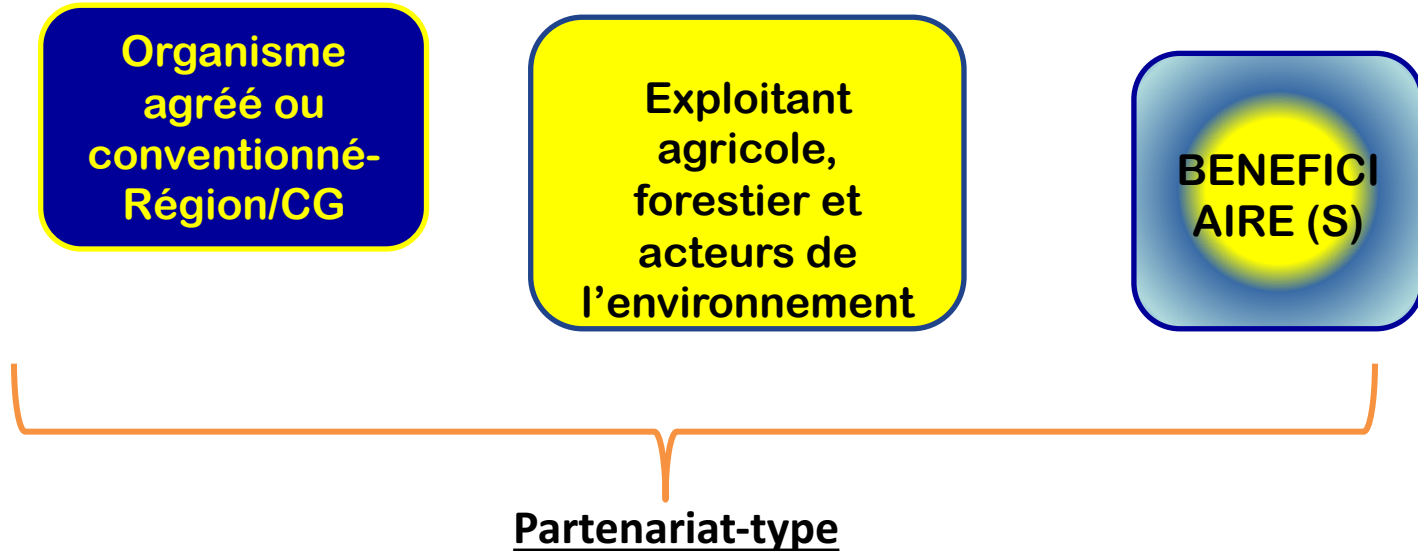 Organisme
agréé ou
conventionné-
Région/CG
Exploitant
agricole,
forestier et
acteurs de
l’environnement
BENEFICI
AIRE (S)
Partenariat-type